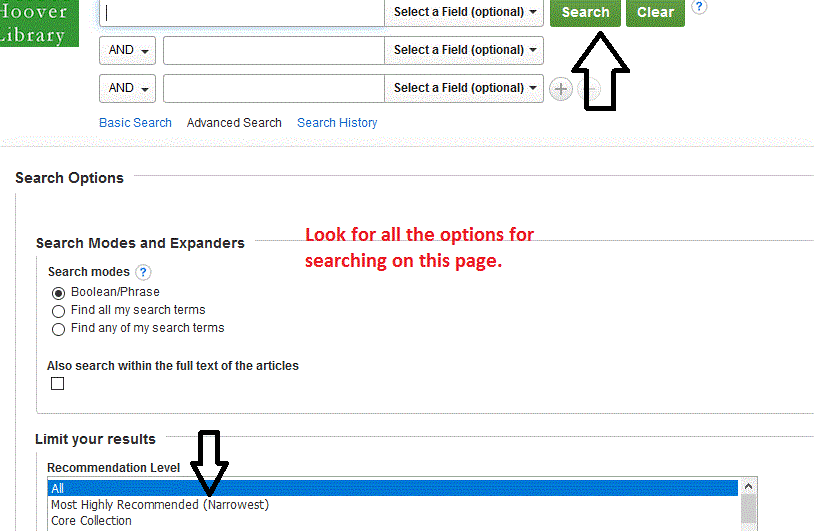 Hoover
Library
Select a Field (optional)
Search
Clear
?
AND
Select a Field (optional)
AND
Select a Field (optional)
Basic Search
Advanced Search
Search History
Search Options
Look for all the options for
searching on this page.
Search Modes and Expanders
Search modes ?
Boolean/Phrase
Find all my search terms
Find any of my search terms
Also search within the full text of the articles
Limit your results
Recommendation Level
All
Most Highly Recommended (Narrowest)
Core Collection